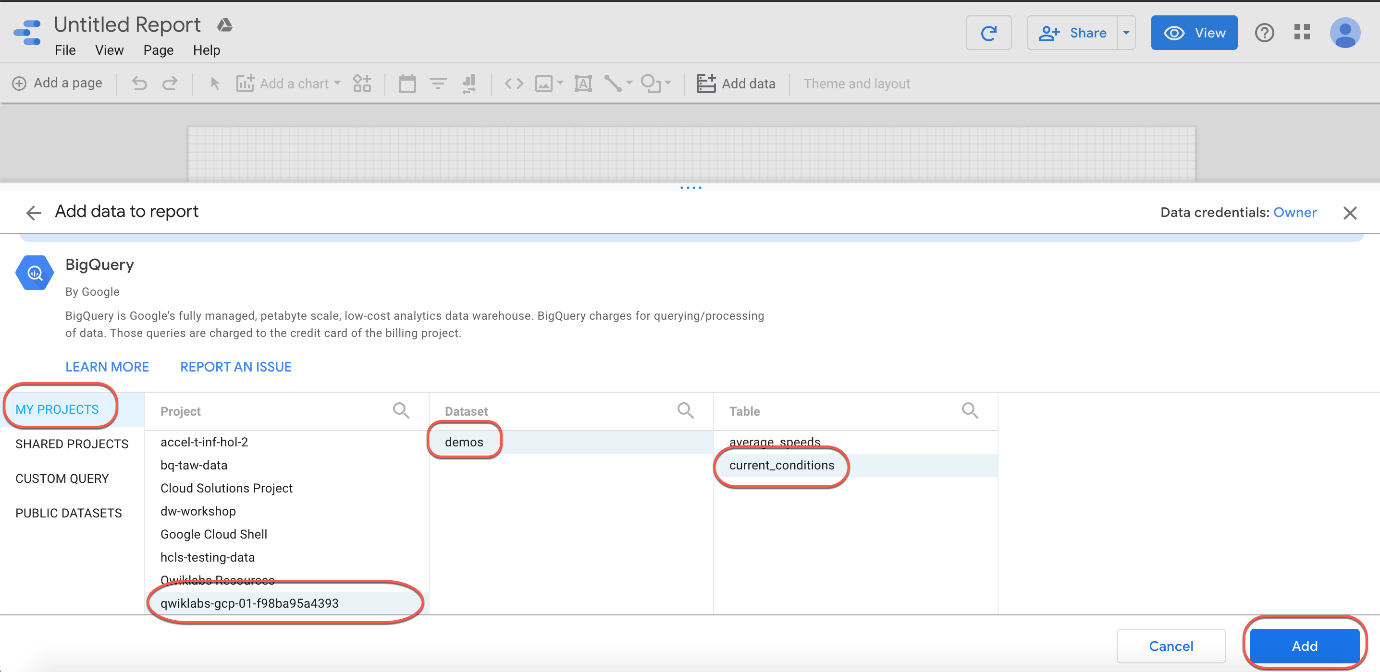 Untitled Report
File View Page Help
Share
View
Add a page
Add a chart
Add data
Theme and layout
Add data to report
Data credentials: Owner
BigQuery
By Google
BigQuery is Google's fully managed, petabyte scale, low-cost analytics data warehouse. BigQuery charges for querying/processing
of data. Those queries are charged to the credit card of the billing project.
LEARN MORE REPORT AN ISSUE
MY PROJECTS
SHARED PROJECTS
CUSTOM QUERY
PUBLIC DATASETS
Project
accel-t-inf-hol-2
bq-taw-data
Cloud Solutions Project
dw-workshop
Google Cloud Shell
hcls-testing-data
Qwiklabs Resources
qwiklabs-gcp-01-f98ba95a4393
Dataset
demos
Table
average_speeds
current_conditions
Cancel
Add